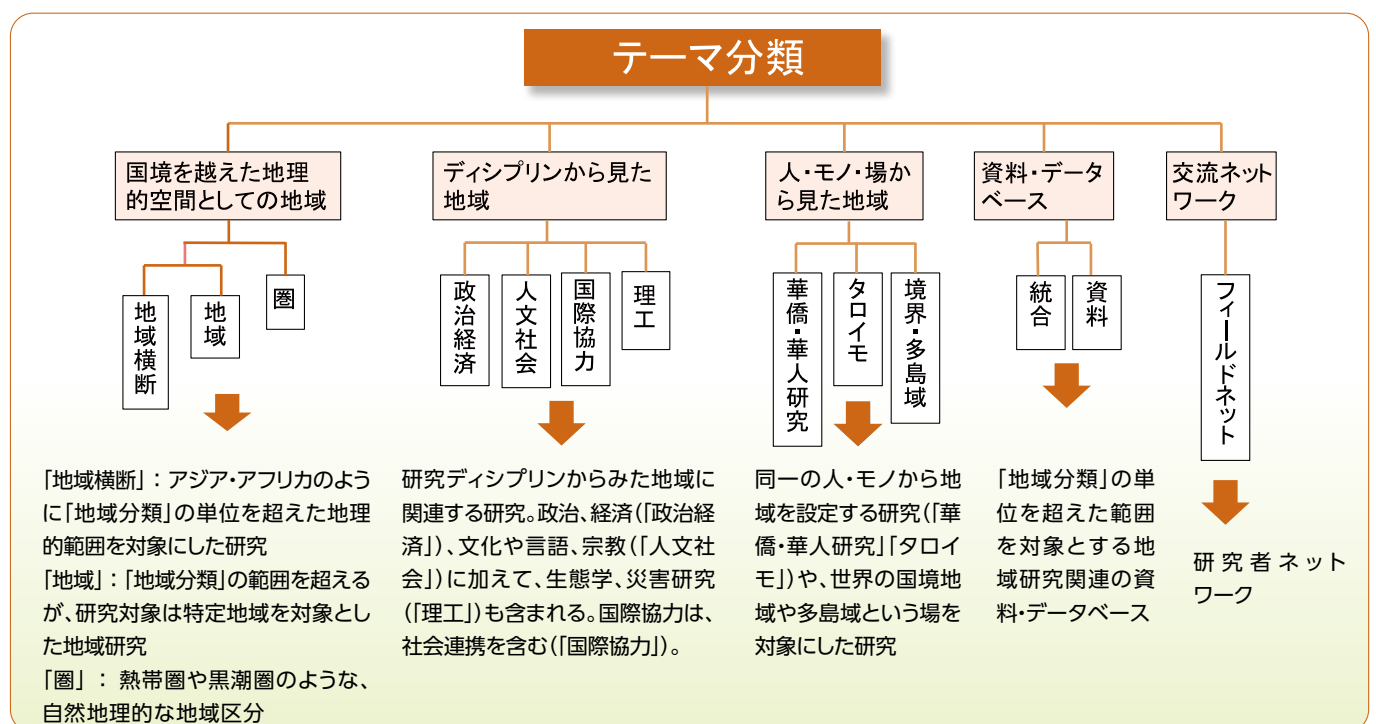 テーマ分類
国境を越えた地理
的空間としての地域
ディシプリンから見た
地域
人・モノ・場か
ら見た地域
資料・データ
ベース
交流ネット
ワーク
地域横断
地域
圏
政治経済
人文社会
国際協力
理工
華僑・華人研究
タロイモ
境界・多島域
統合
資料
フィールドネット
「地域横断」：アジア・アフリカのよう
に「地域分類」の単位を超えた地理
的範囲を対象にした研究
「地域」：「地域分類」の範囲を超える
が、研究対象は特定地域を対象とし
た地域研究
「圏」：熱帯圏や黒潮圏のような、
自然地理的な地域区分
研究ディシプリンからみた地域に
関連する研究。政治、経済（「政治経
済」）、文化や言語、宗教（「人文社
会」）に加えて、生態学、災害研究
（「理工」）も含まれる。国際協力は、
社会連携を含む（「国際協力」）。
同一の人・モノから地
域を設定する研究（「華
僑・華人研究」「タロイ
モ」）や、世界の国境地
域や多島域という場を
対象にした研究
「地域分類」の単
位を超えた範囲
を対象とする地
域研究関連の資
料・データベース
研究者ネット
ワーク